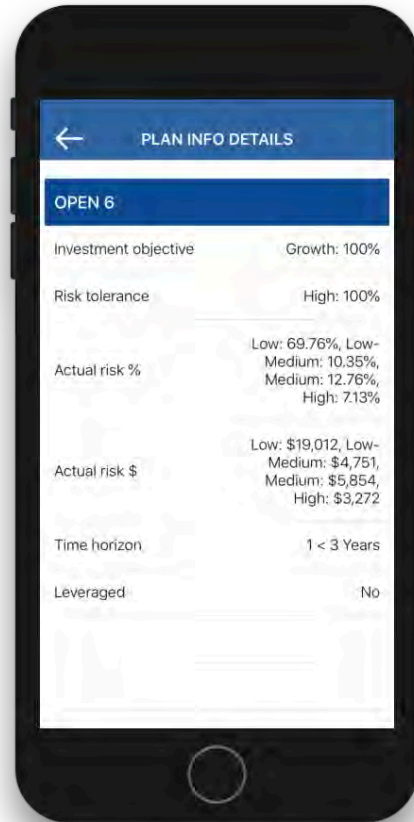 PLAN INFO DETAILS
OPEN 6
Investment objective
Growth: 100%
Risk tolerance
High: 100%
Actual risk %
Low: 69.76%, Low-
Medium: 10.35%,
Medium: 12.76%,
High: 7.13%
Actual risk $
Low: $19,012, Low-
Medium: $4,751,
Medium: $5,854,
High: $3,272
Time horizon
1 < 3 Years
Leveraged
No